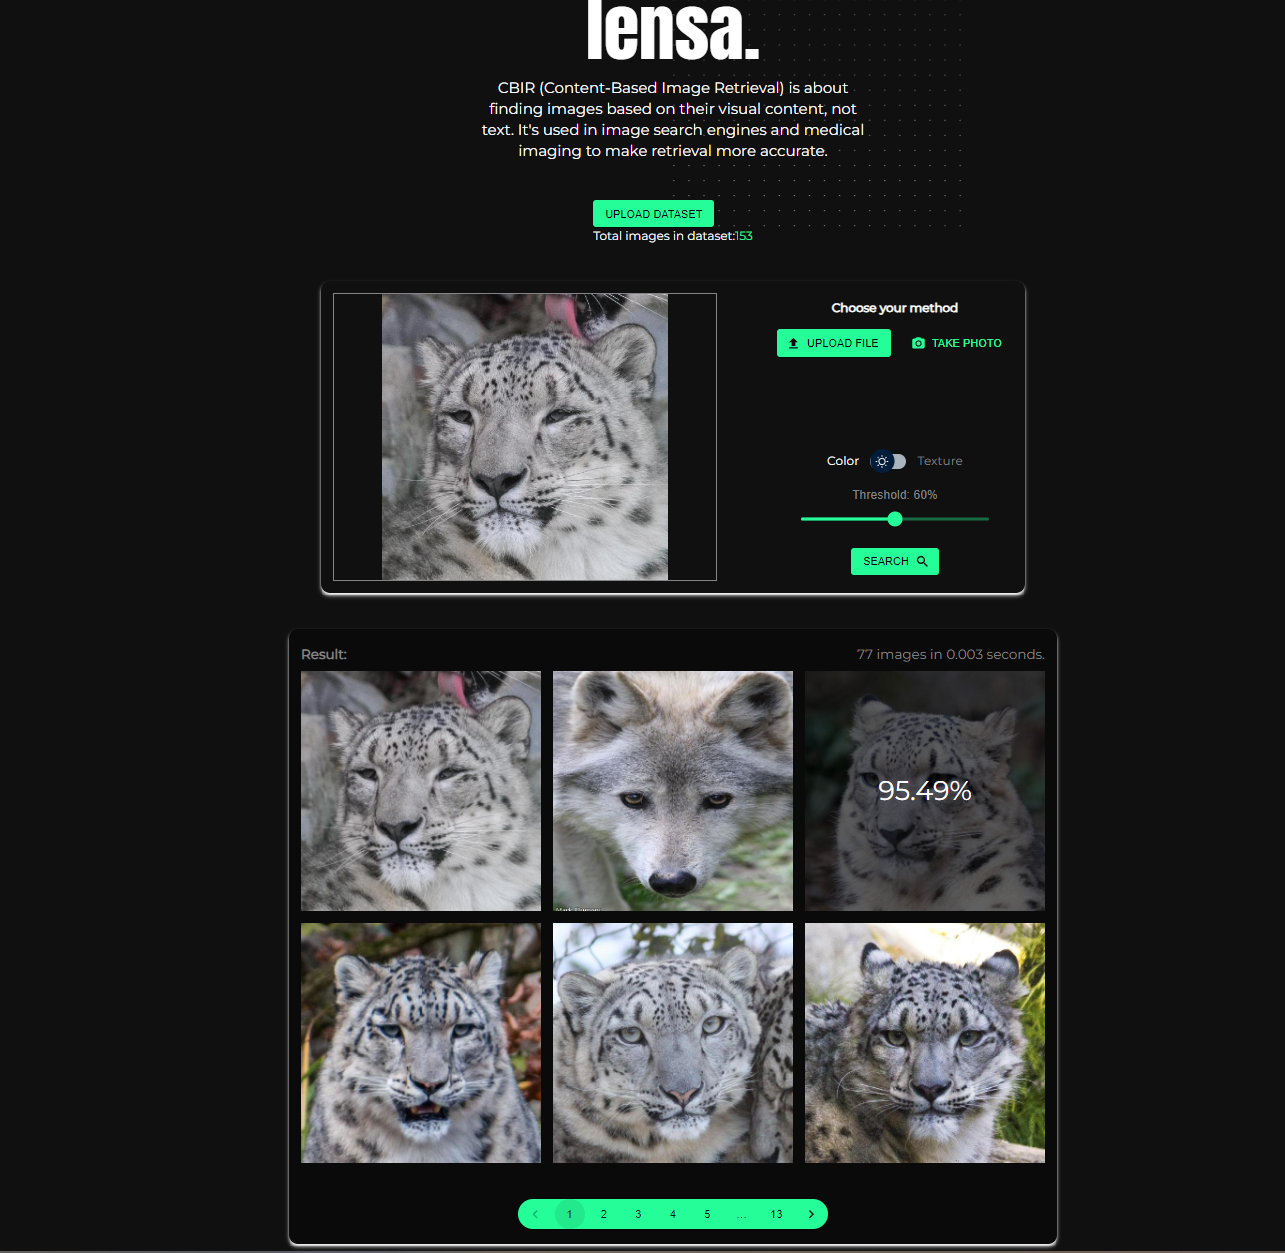 lensa.
CBIR (Content-Based Image Retrieval) is about
finding images based on their visual content, not
text. It's used in image search engines and medical
imaging to make retrieval more accurate.
UPLOAD DATASET
Total images in dataset:153
Choose your method
UPLOAD FILE TAKE PHOTO
Color Texture
Threshold: 60%
SEARCH
Result: 77 images in 0.003 seconds.
95.49%
1 2 3 4 5 ... 13